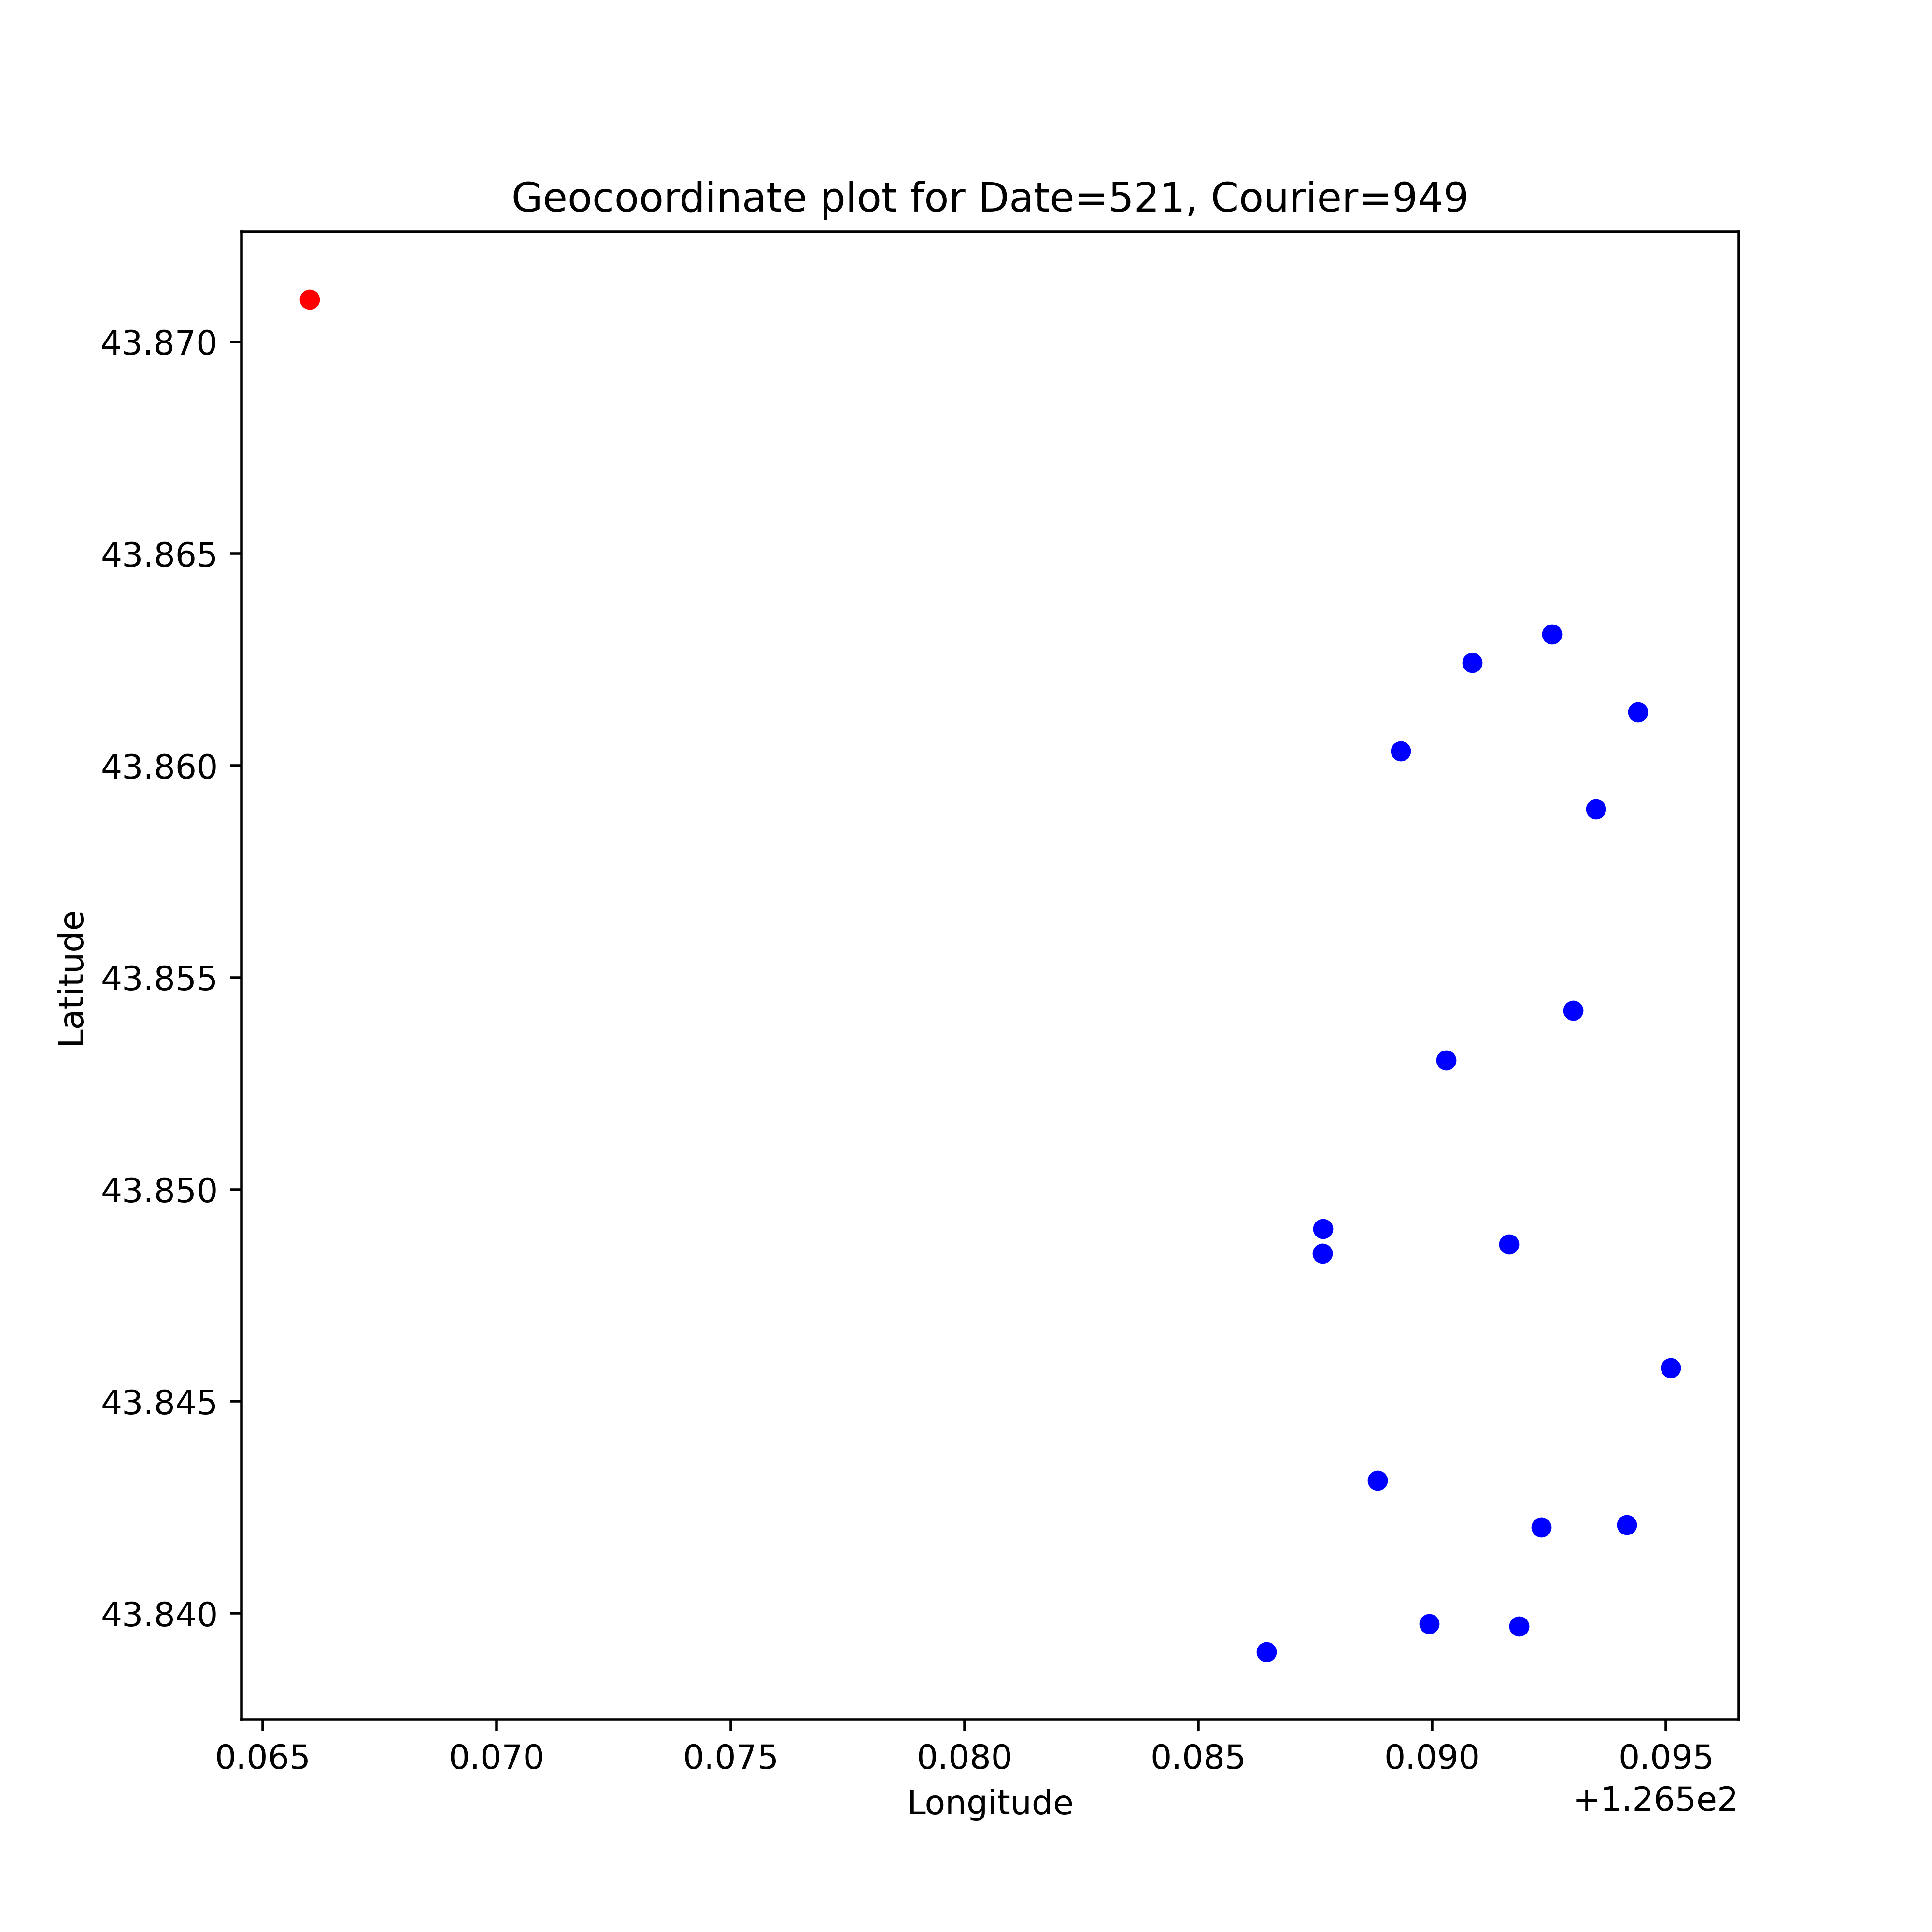 Geocoordinate plot for Date=521, Courier=949
43.870
43.865
43.860
43.855
43.850
43.845
43.840
Latitude
0.065 0.070 0.075 0.080 0.085 0.090 0.095
+1.265e2
Longitude